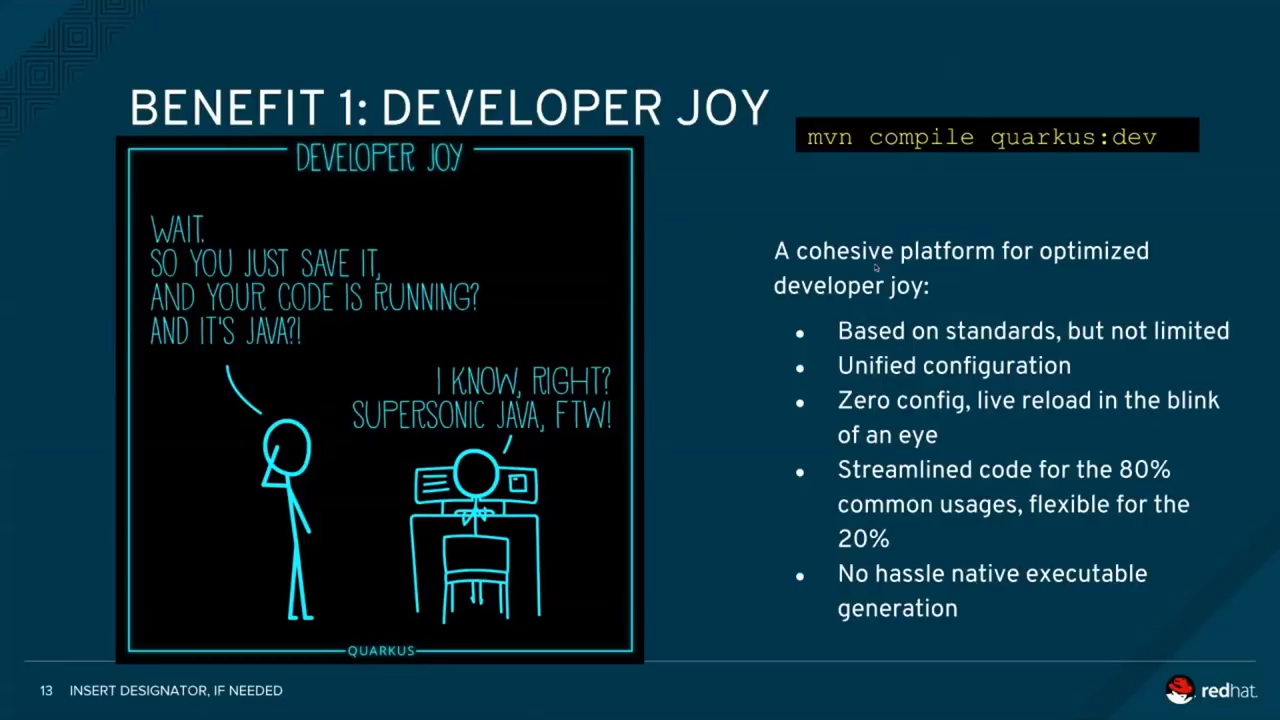 BENEFIT 1: DEVELOPER JOY
mvn compile quarkus:dev
DEVELOPER JOY
WAIT.
SO YOU JUST SAVE IT,
AND YOUR CODE IS RUNNING?
AND IT'S JAVA?!
I KNOW, RIGHT?
SUPERSONIC JAVA, FTW!
QUARKUS
A cohesive platform for optimized
developer joy:
● Based on standards, but not limited
● Unified configuration
● Zero config, live reload in the blink
of an eye
● Streamlined code for the 80%
common usages, flexible for the
20%
● No hassle native executable
generation
13 INSERT DESIGNATOR, IF NEEDED
redhat.